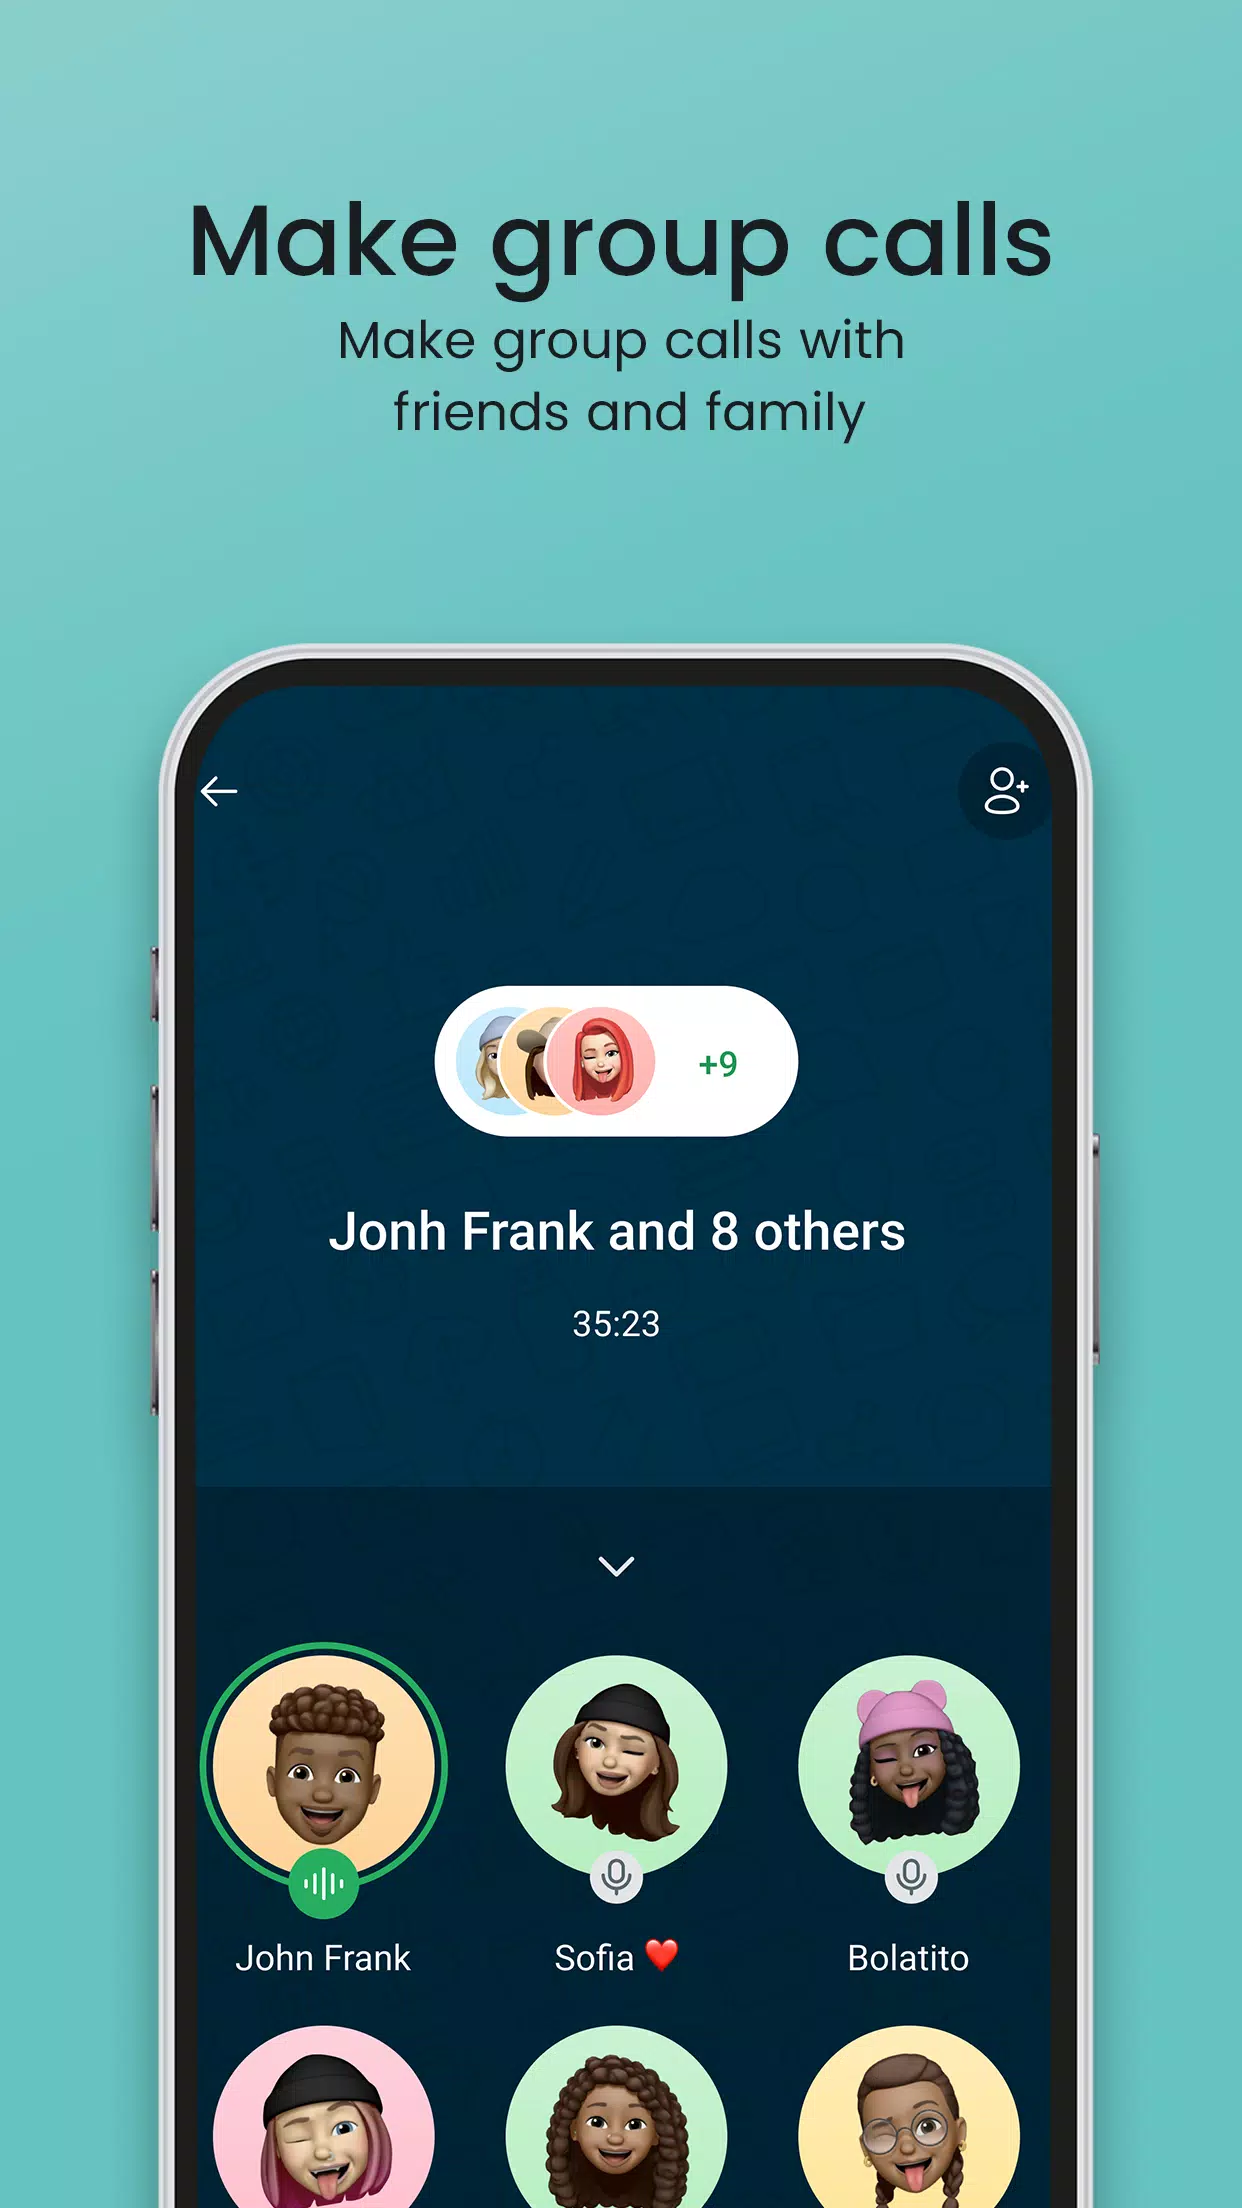 Make group calls
Make group calls with
friends and family
+9
Jonh Frank and 8 others
35:23
John Frank
Sofia ❤️
Bolatito